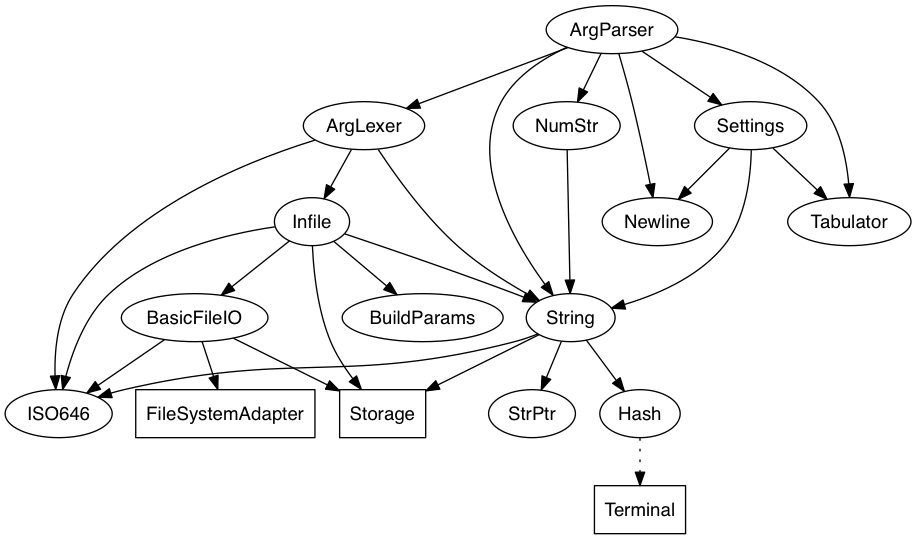 ArgParser
ArgLexer
NumStr
Settings
Infile
Newline
Tabulator
BasicFileIO
BuildParams
String
ISO646
FileSystemAdapter
Storage
StrPtr
Hash
Terminal